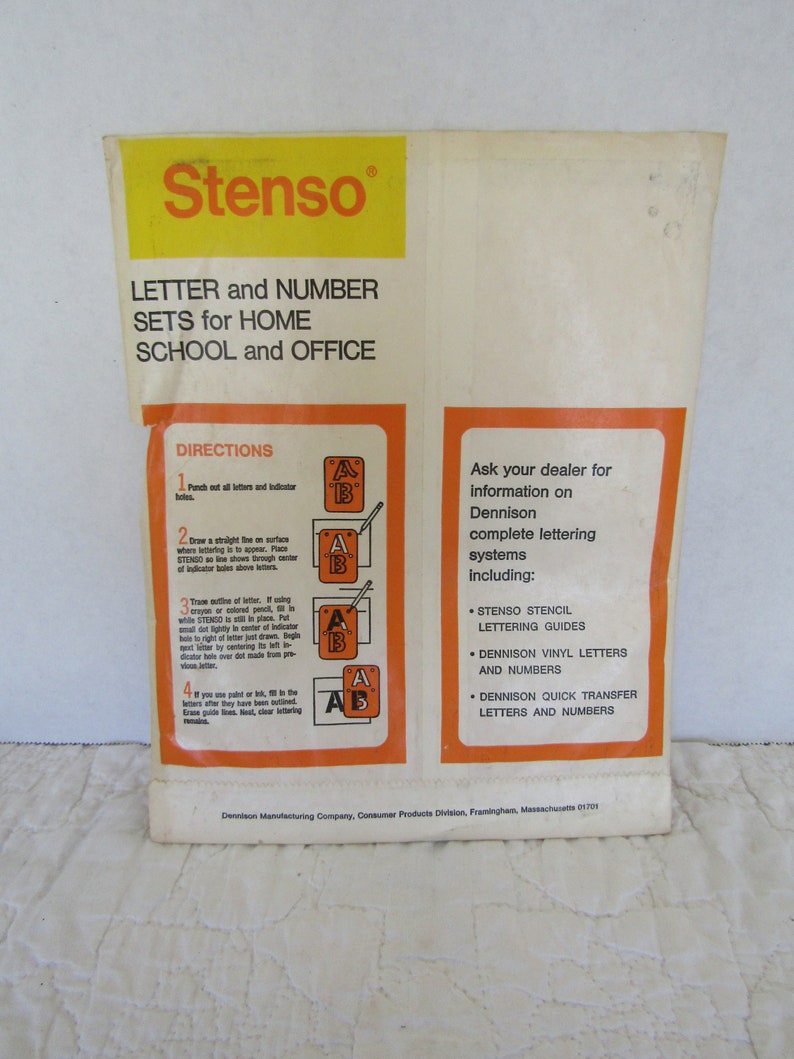 Stenso®
LETTER and NUMBER
SETS for HOME
SCHOOL and OFFICE
DIRECTIONS
1 Punch out all letters and indicator
holes.
2 Draw a straight line on surface
where lettering is to appear. Place
STENSO so line shows through center
of indicator holes above letters.
3 Trace outline of letter. If using
crayon or colored pencil, fill in
while STENSO is still in place. Put
small dot lightly in center of indicator
hole to right of letter just drawn. Begin
next letter by centering its left in-
dicator hole over dot made from pre-
vious letter.
4 If you use paint or ink, fill in the
letters after they have been outlined.
Erase guide lines. Neat, clear lettering
remains.
A
B
A
B
A
B
A
A B
Ask your dealer for
information on
Dennison
complete lettering
systems
including:
• STENSO STENCIL
LETTERING GUIDES
• DENNISON VINYL LETTERS
AND NUMBERS
• DENNISON QUICK TRANSFER
LETTERS AND NUMBERS
Dennison Manufacturing Company, Consumer Products Division, Framingham, Massachusetts 01701